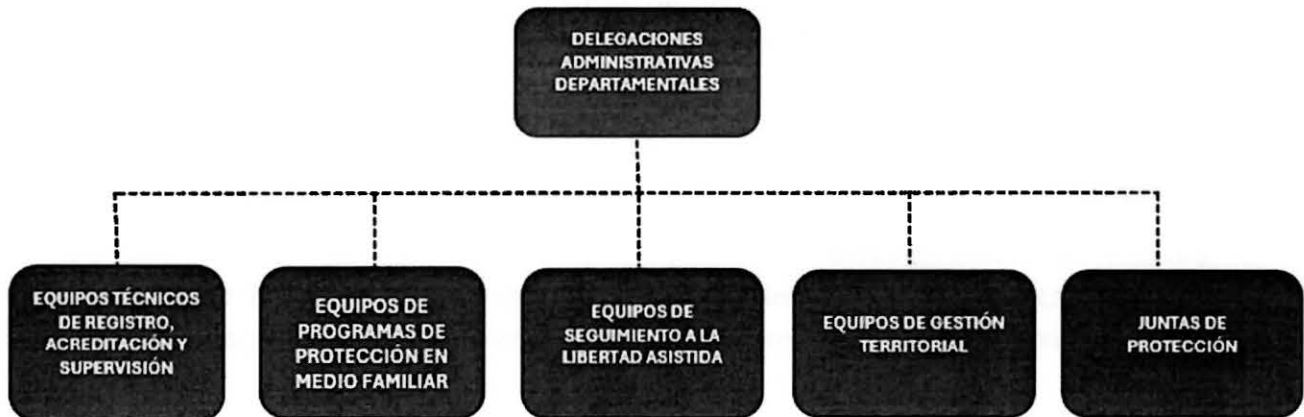 DELEGACIONES
ADMINISTRATIVAS
DEPARTAMENTALES
EQUIPOS TÉCNICOS
DE REGISTRO,
ACREDITACIÓN Y
SUPERVISIÓN
EQUIPOS DE
PROGRAMAS DE
PROTECCIÓN EN
MEDIO FAMILIAR
EQUIPOS DE
SEGUIMIENTO A LA
LIBERTAD ASISTIDA
EQUIPOS DE GESTIÓN
TERRITORIAL
JUNTAS DE
PROTECCIÓN